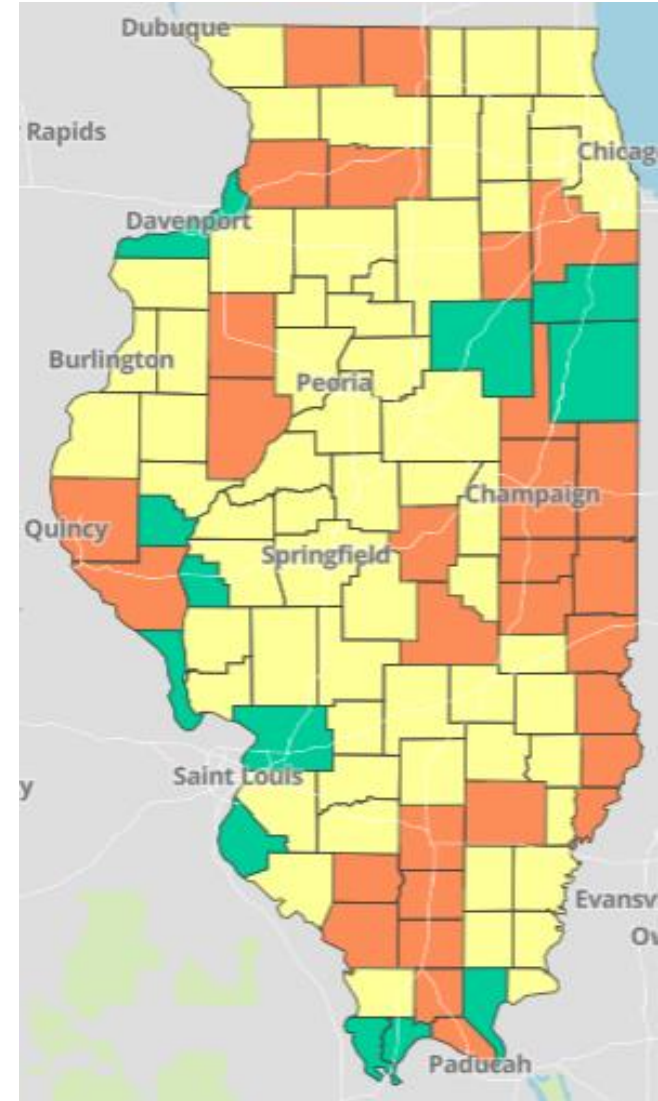 Dubuque
Rapids
Chicag
Davenport
Burlington
Peoria
Champaign
Quincy
Springfield
Saint Louis
y
Evansv
Ov
Paducah